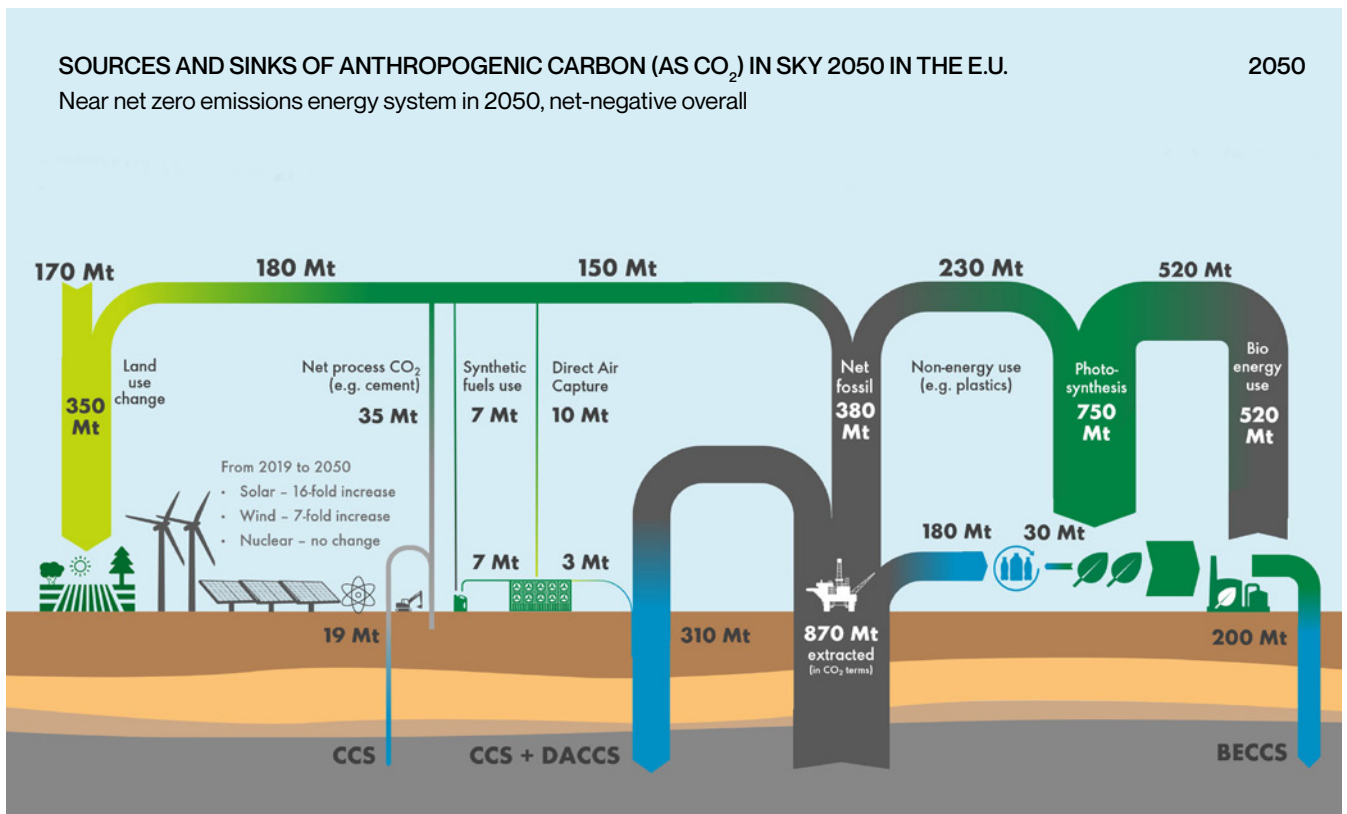 SOURCES AND SINKS OF ANTHROPOGENIC CARBON (AS CO₂) IN SKY 2050 IN THE E.U.
2050
Near net zero emissions energy system in 2050, net-negative overall
170 Mt
180 Mt
150 Mt
230 Mt
520 Mt
Land
use
change
350
Mt
Net process CO₂
(e.g. cement)
35 Mt
Synthetic
fuels use
7 Mt
Direct Air
Capture
10 Mt
Net
fossil
380
Mt
Non-energy use
(e.g. plastics)
Photo-
synthesis
750
Mt
Bio
energy
use
520
Mt
From 2019 to 2050
• Solar – 16-fold increase
• Wind – 7-fold increase
• Nuclear – no change
7 Mt
3 Mt
180 Mt
30 Mt
19 Mt
310 Mt
870 Mt
extracted
(in CO₂ terms)
200 Mt
CCS
CCS + DACCS
BECCS